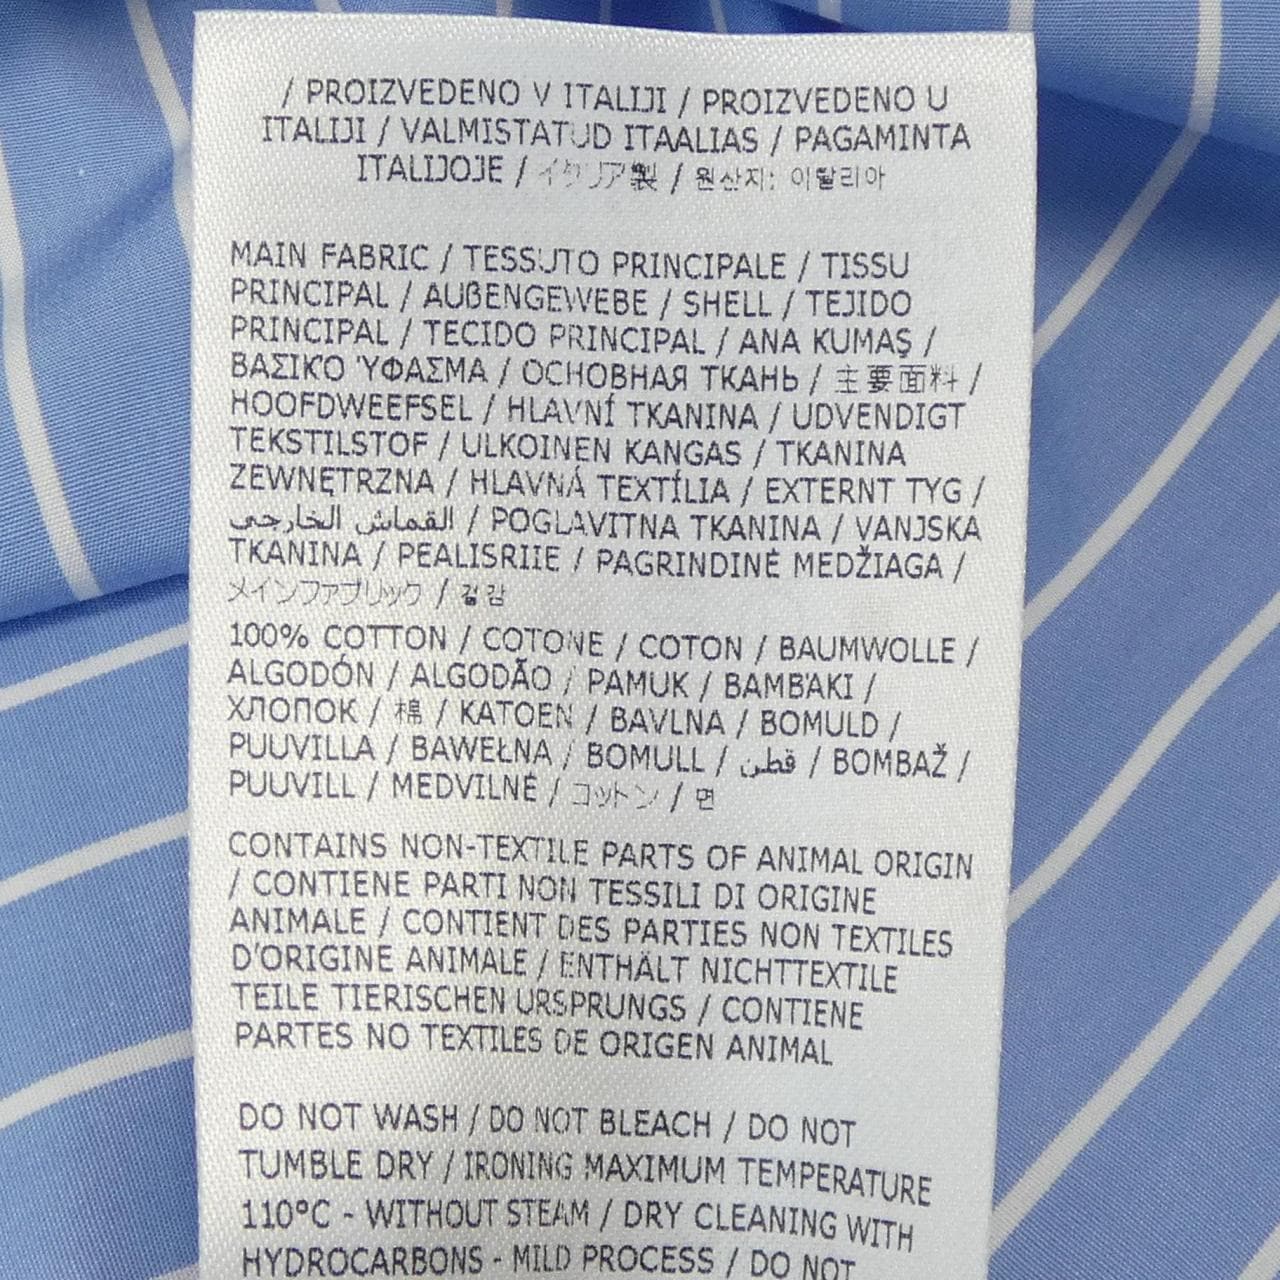 / PROIZVEDENO V ITALIJI / PROIZVEDENO U
ITALIJI / VALMISTATUD ITAALIAS / PAGAMINTA
ITALIJOJE / イタリア製 / 원산지: 이탈리아
MAIN FABRIC / TESSUTO PRINCIPALE / TISSU
PRINCIPAL / AUßENGEWEBE / SHELL / TEJIDO
PRINCIPAL / TECIDO PRINCIPAL / ANA KUMAŞ /
ΒΑΣΙΚΌ ΎΦΑΣΜΑ / ОСНОВНАЯ ТКАНЬ / 主要面料 /
HOOFDWEEFSEL / HLAVNÍ TKANINA / UDVENDIGT
TEKSTILSTOF / ULKOINEN KANGAS / TKANINA
ZEWNĘTRZNA / HLAVNÁ TEXTÍLIA / EXTERNT TYG /
القماش الخارجي / POGLAVITNA TKANINA / VANJSKA
TKANINA / PEALISRIIE / PAGRINDINĖ MEDŽIAGA /
メインファブリック / 겉감
100% COTTON / COTONE / COTON / BAUMWOLLE /
ALGODÓN / ALGODÃO / PAMUK / ΒΑΜΒΆΚΙ /
ХЛОПОК / 棉 / KATOEN / BAVLNA / BOMULD /
PUUVILLA / BAWEŁNA / BOMULL / قطن / BOMBAŽ /
PUUVILL / MEDVILNĖ / コットン / 면
CONTAINS NON-TEXTILE PARTS OF ANIMAL ORIGIN
/ CONTIENE PARTI NON TESSILI DI ORIGINE
ANIMALE / CONTIENT DES PARTIES NON TEXTILES
D'ORIGINE ANIMALE / ENTHÄLT NICHTTEXTILE
TEILE TIERISCHEN URSPRUNGS / CONTIENE
PARTES NO TEXTILES DE ORIGEN ANIMAL
DO NOT WASH / DO NOT BLEACH / DO NOT
TUMBLE DRY / IRONING MAXIMUM TEMPERATURE
110°C - WITHOUT STEAM / DRY CLEANING WITH
HYDROCARBONS - MILD PROCESS / DO NOT